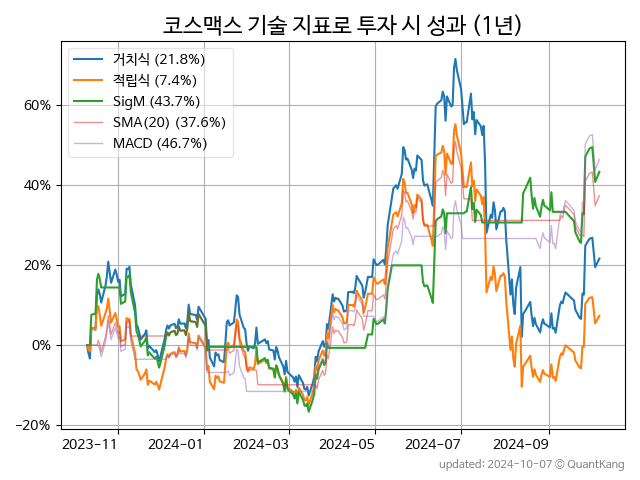 코스맥스 기술 지표로 투자 시 성과 (1년)
거치식 (21.8%)
적립식 (7.4%)
SigM (43.7%)
SMA(20) (37.6%)
MACD (46.7%)
60%
40%
20%
0%
−20%
2023-11 2024-01 2024-03 2024-05 2024-07 2024-09
updated: 2024-10-07 © QuantKang